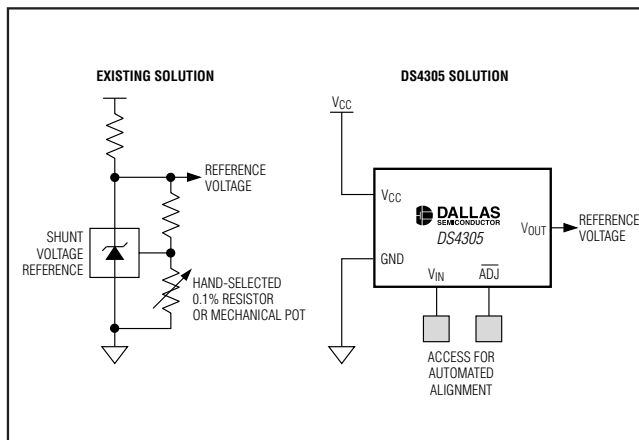 EXISTING SOLUTION
REFERENCE
VOLTAGE
SHUNT
VOLTAGE
REFERENCE
HAND-SELECTED
0.1% RESISTOR
OR MECHANICAL POT
DS4305 SOLUTION
VCC
VCC
DALLAS
SEMICONDUCTOR
DS4305
VOUT
REFERENCE
VOLTAGE
GND
VIN
ADJ
ACCESS FOR
AUTOMATED
ALIGNMENT